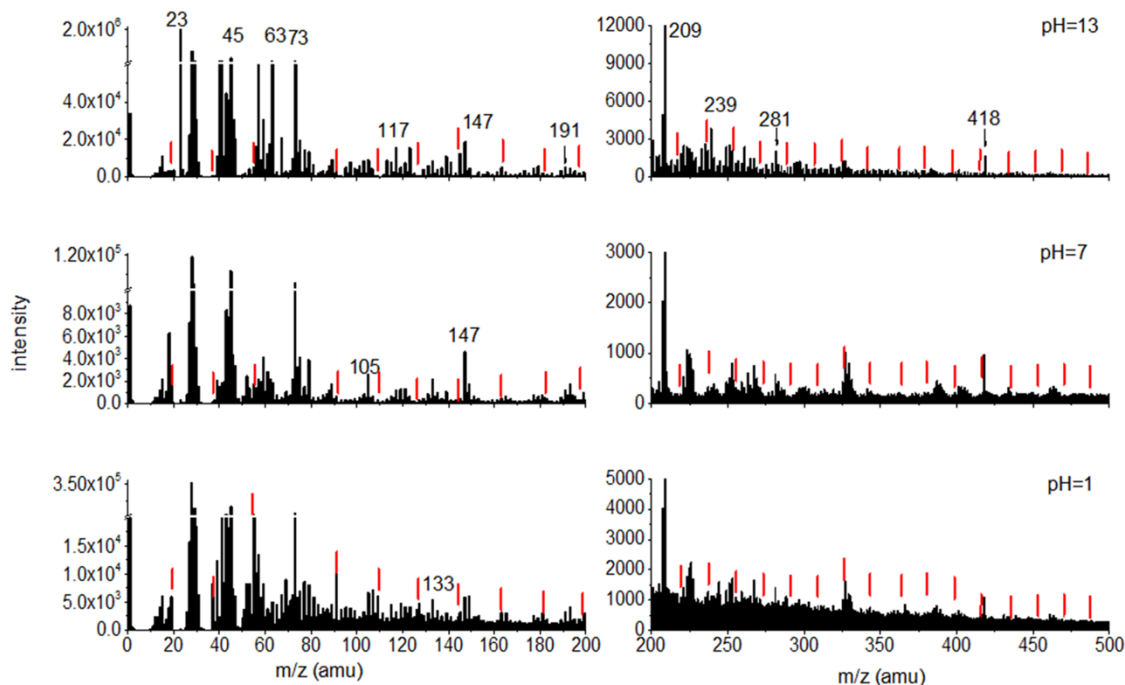 23 45 63 73 117 147 191
2.0x10⁶
4.0x10⁴
2.0x10⁴
0.0
209 239 281 418 pH=13
12000
9000
6000
3000
0
105 147
1.20x10⁵
8.0x10³
6.0x10³
4.0x10³
2.0x10³
0.0
pH=7
3000
2000
1000
0
intensity
133
3.50x10⁵
1.5x10⁴
1.0x10⁴
5.0x10³
0.0
0 20 40 60 80 100 120 140 160 180 200
m/z (amu)
pH=1
5000
4000
3000
2000
1000
0
200 250 300 350 400 450 500
m/z (amu)